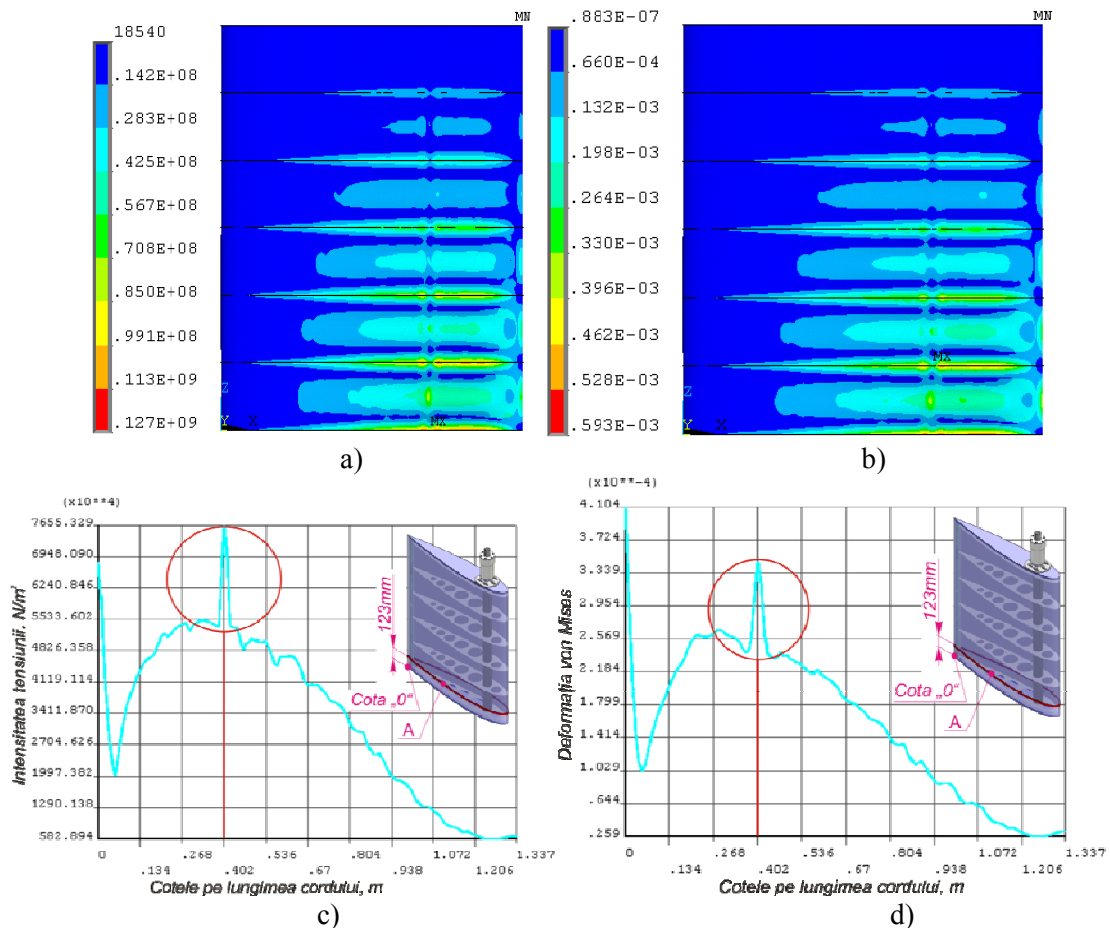 MN
18540
.142E+08
.283E+08
.425E+08
.567E+08
.708E+08
.850E+08
.991E+08
.113E+09
.127E+09
Z
Y X
MX
a)
MN
.883E-07
.660E-04
.132E-03
.198E-03
.264E-03
.330E-03
.396E-03
.462E-03
.528E-03
.593E-03
MX
Z
Y X
b)
(x10**4)
7655.329
6948.090
6240.846
5533.602
4826.358
4119.114
3411.870
2704.626
1997.382
1290.138
582.894
Intensitatea tensiunii, N/m²
0 .268 .536 .804 1.072 1.337
.134 .402 .67 .938 1.206
Cotele pe lungimea cordului, m
123mm
Cota „0“
A
c)
(x10**-4)
4.104
3.724
3.339
2.954
2.569
2.184
1.799
1.414
1.029
.644
.259
Deformația von Mises
0 .268 .536 .804 1.072 1.337
.134 .402 .67 .938 1.206
Cotele pe lungimea cordului, m
123mm
Cota „0“
A
d)